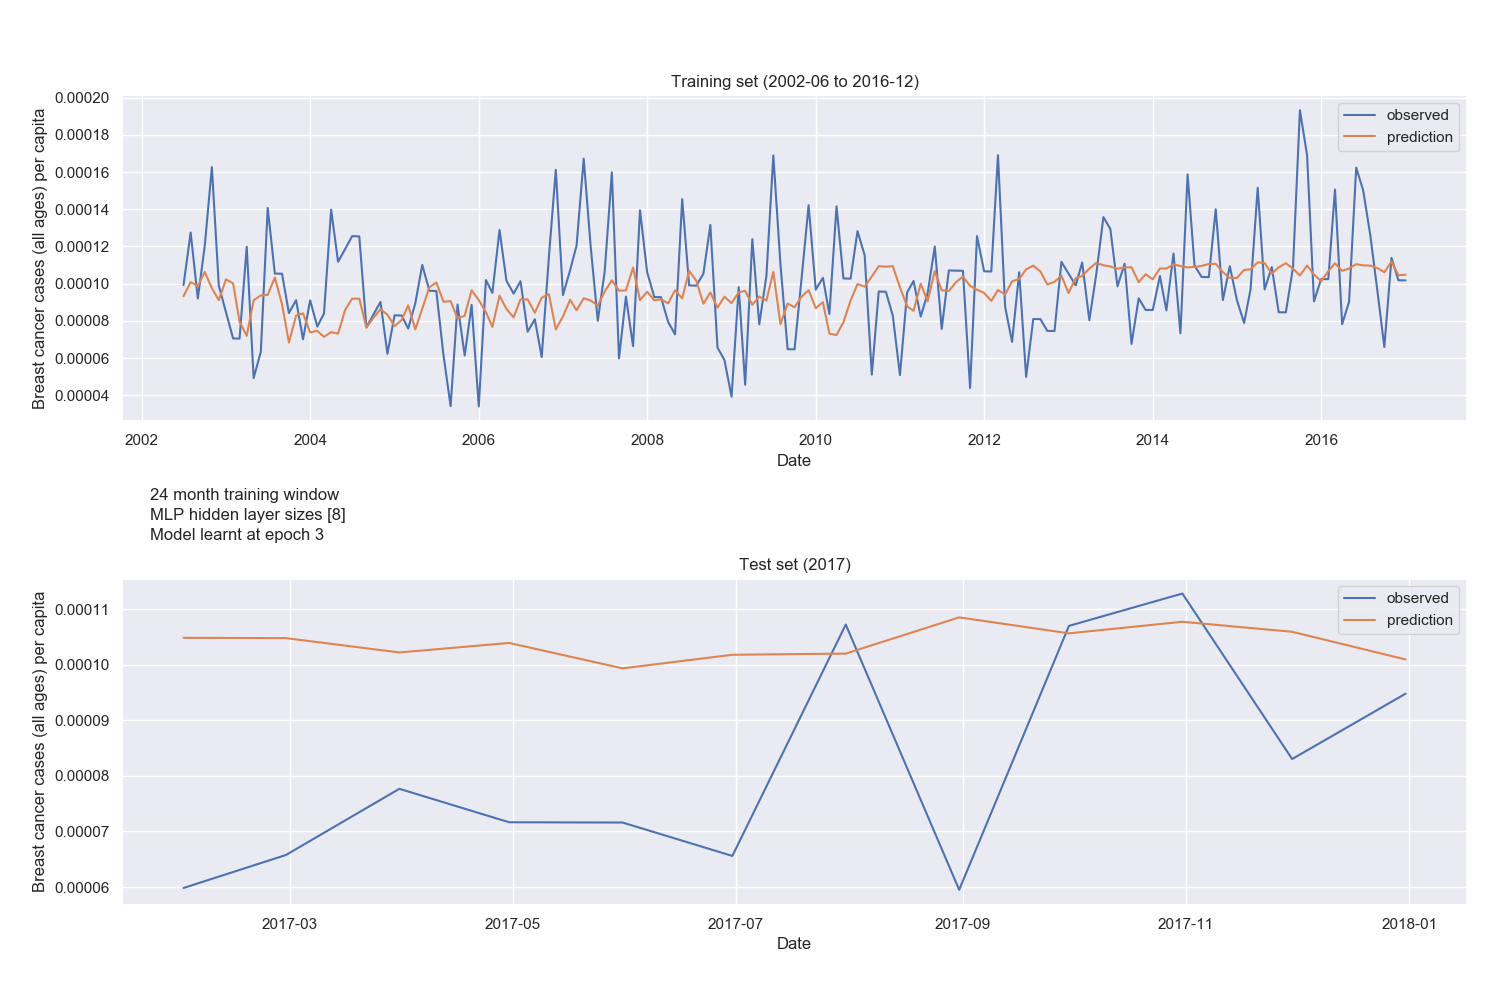 Training set (2002-06 to 2016-12)
Breast cancer cases (all ages) per capita
0.00020
0.00018
0.00016
0.00014
0.00012
0.00010
0.00008
0.00006
0.00004
observed
prediction
2002 2004 2006 2008 2010 2012 2014 2016
Date
24 month training window
MLP hidden layer sizes [8]
Model learnt at epoch 3
Test set (2017)
Breast cancer cases (all ages) per capita
0.00011
0.00010
0.00009
0.00008
0.00007
0.00006
observed
prediction
2017-03 2017-05 2017-07 2017-09 2017-11 2018-01
Date